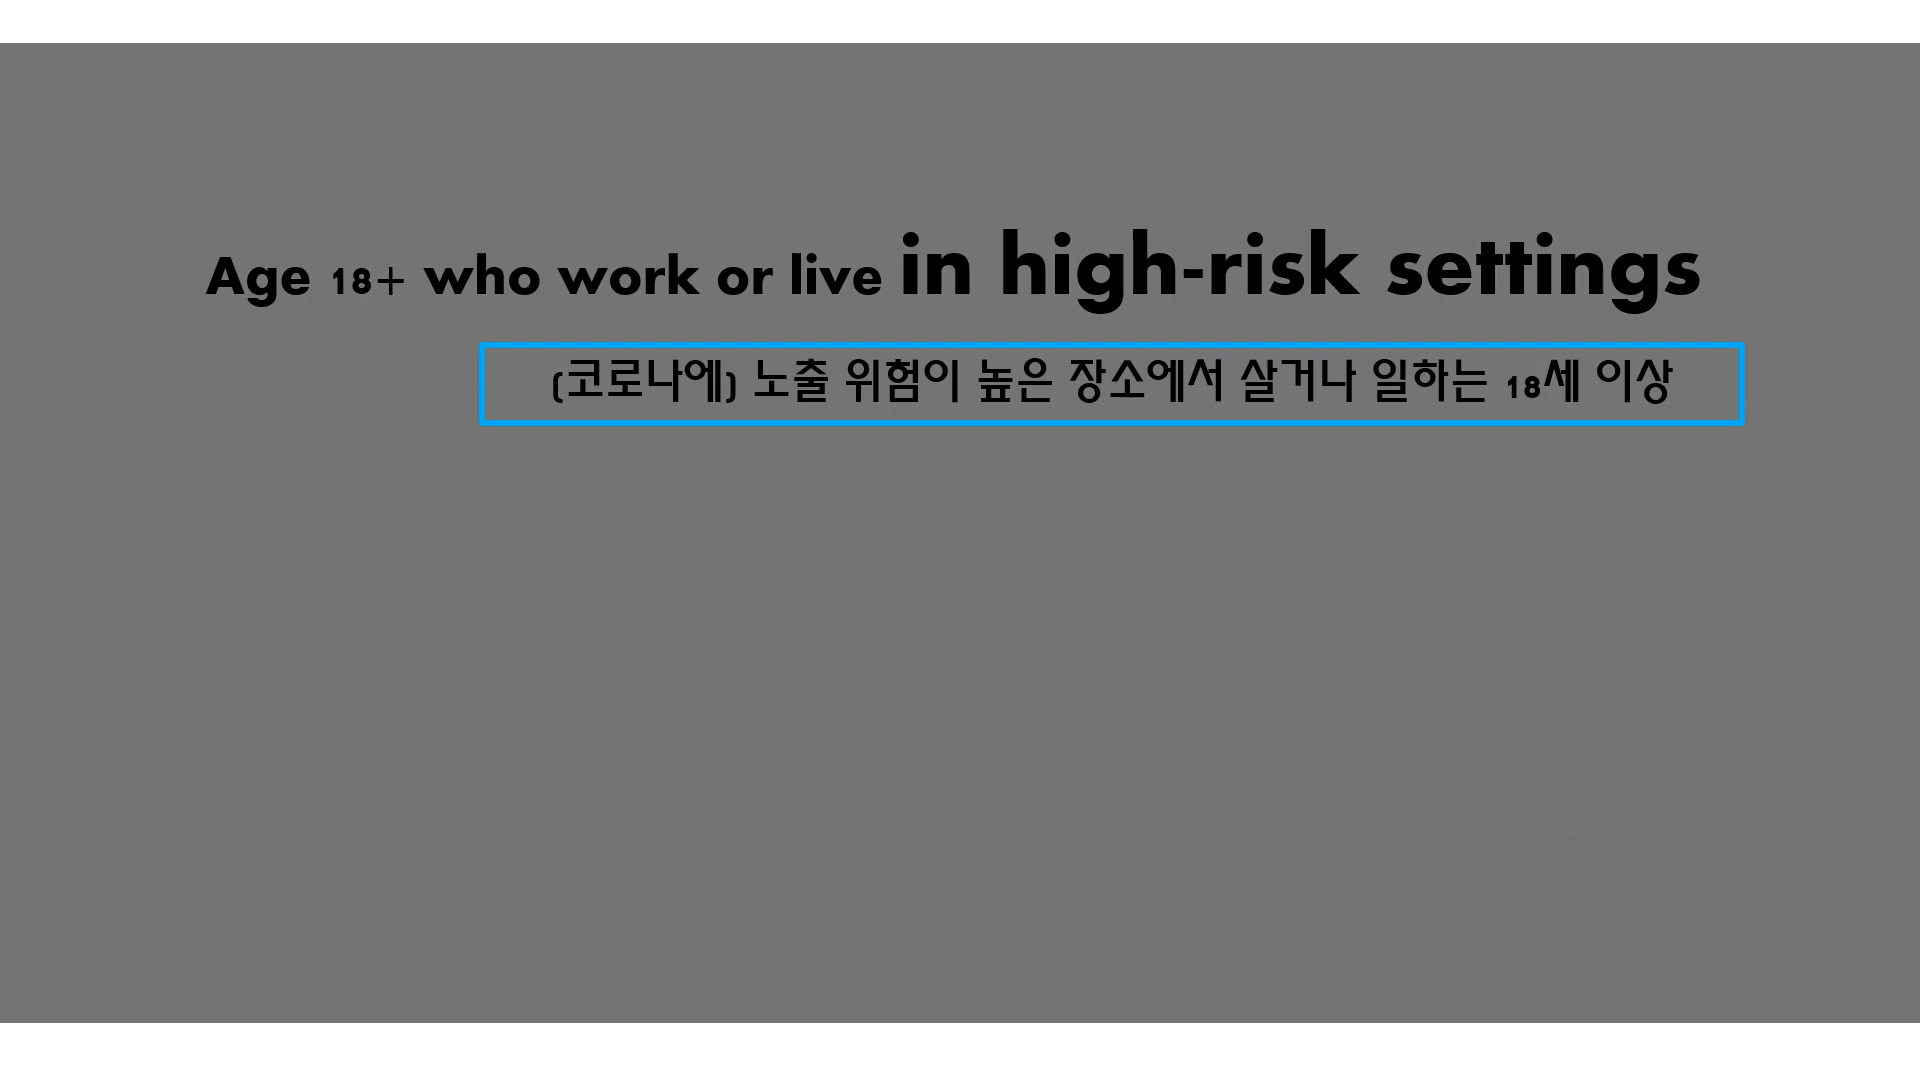 Age 18+ who work or live in high-risk settings
(코로나에) 노출 위험이 높은 장소에서 살거나 일하는 18세 이상